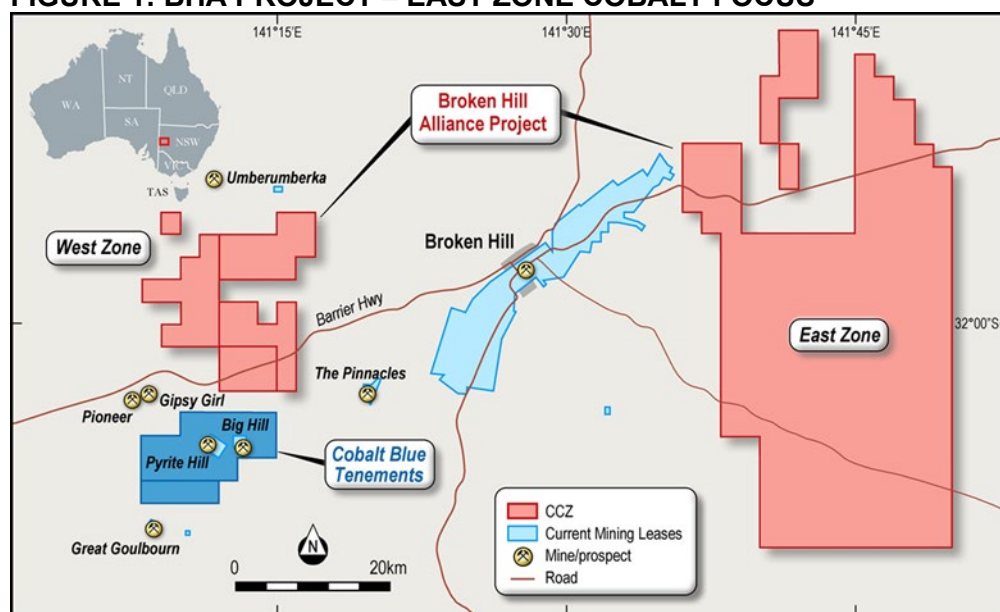 FIGURE 1: BHA PROJECT – EAST ZONE COBALT FOCUS
141°15'E
141°30'E
141°45'E
NT
QLD
WA
SA
NSW
VIC
TAS
Broken Hill
Alliance Project
Umberumberka
West Zone
Broken Hill
Barrier Hwy
32°00'S
East Zone
The Pinnacles
Pioneer
Gipsy Girl
Big Hill
Pyrite Hill
Cobalt Blue
Tenements
Great Goulbourn
N
0
20km
CCZ
Current Mining Leases
Mine/prospect
Road